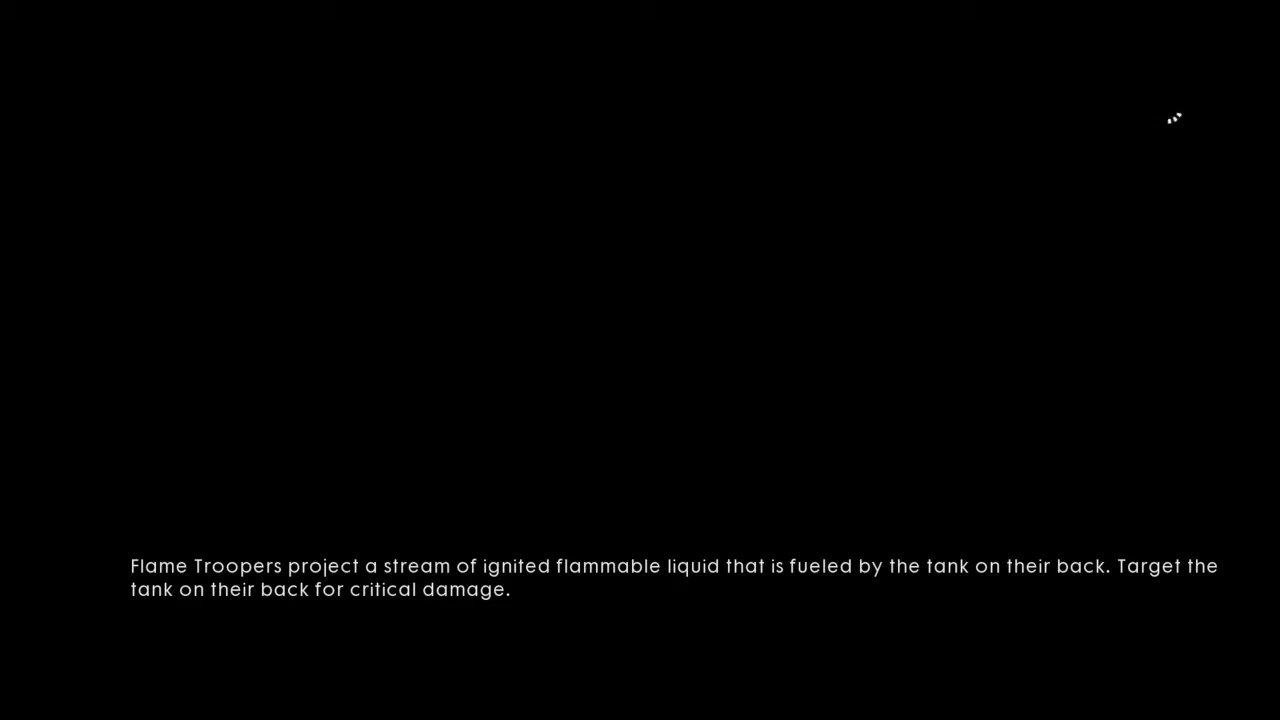 Flame Troopers project a stream of ignited flammable liquid that is fueled by the tank on their back. Target the
tank on their back for critical damage.